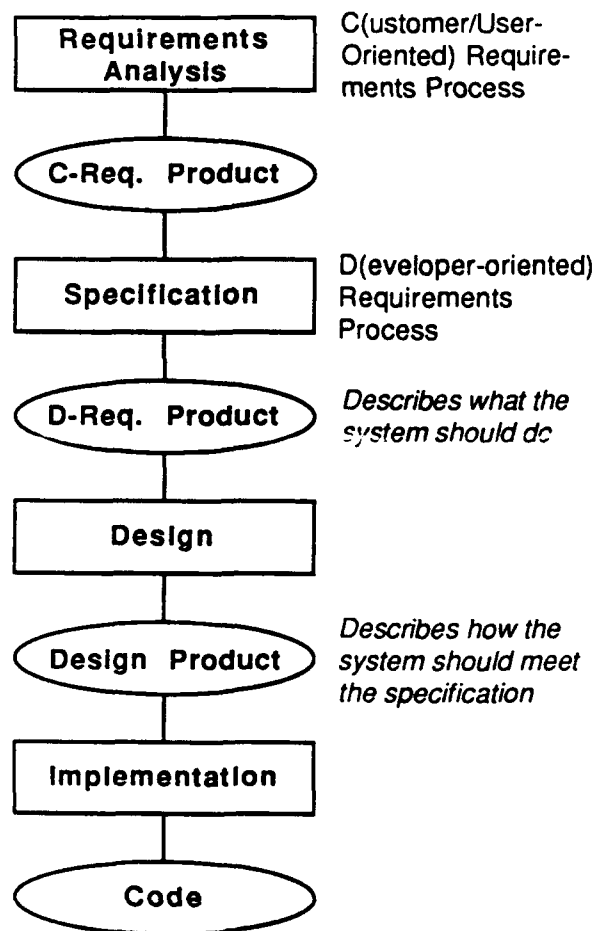 Requirements
Analysis
C(ustomer/User-
Oriented) Require-
ments Process
C-Req. Product
Specification
D(eveloper-oriented)
Requirements
Process
D-Req. Product
Describes what the
system should do
Design
Design Product
Describes how the
system should meet
the specification
Implementation
Code